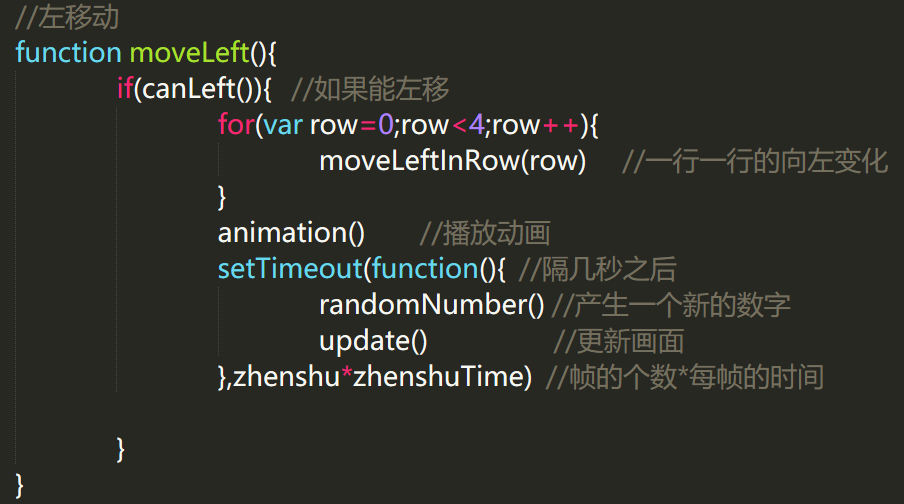 //左移动
function moveLeft(){
if(canLeft()){ //如果能左移
for(var row=0;row<4;row++){
moveLeftInRow(row) //一行一行的向左变化
}
animation() //播放动画
setTimeout(function(){ //隔几秒之后
randomNumber() //产生一个新的数字
update() //更新画面
},zhenshu*zhenshuTime) //帧的个数*每帧的时间
}
}